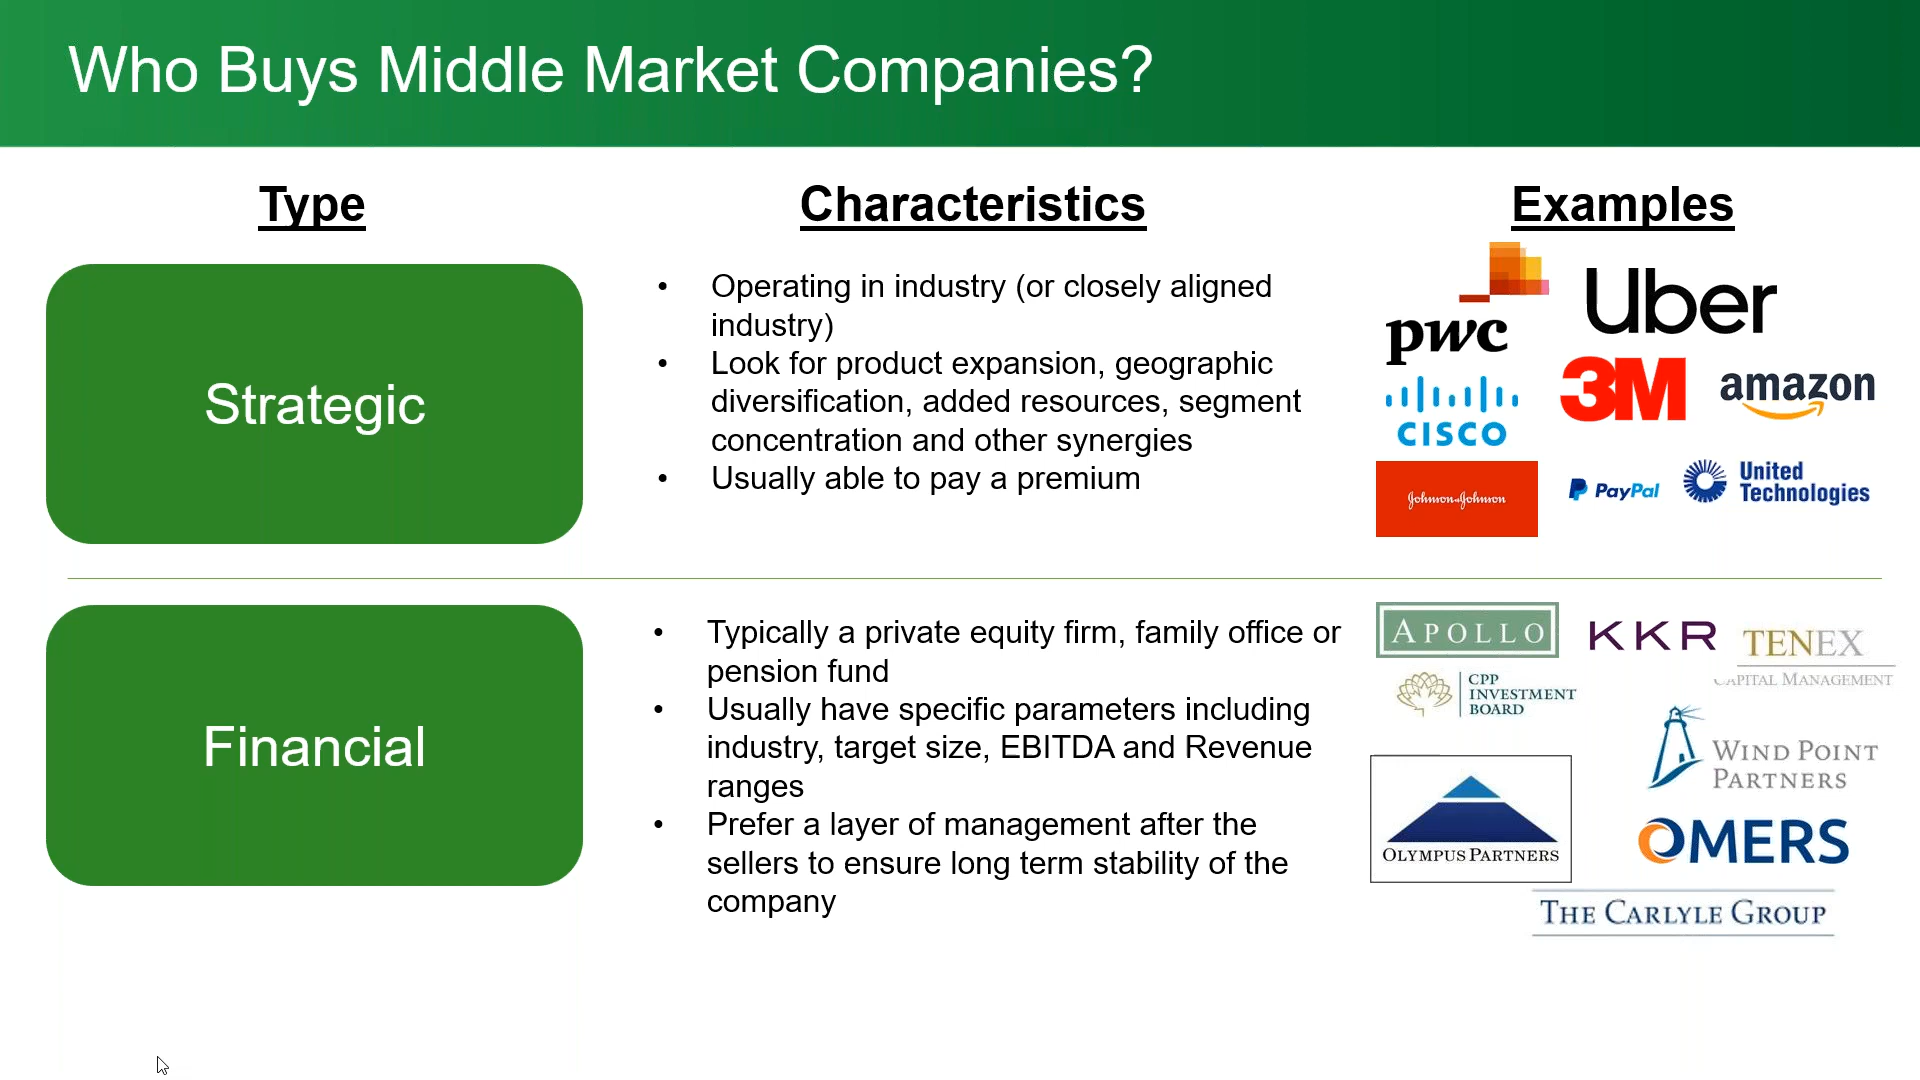 Who Buys Middle Market Companies?
Type
Characteristics
Examples
Strategic
• Operating in industry (or closely aligned
industry)
• Look for product expansion, geographic
diversification, added resources, segment
concentration and other synergies
• Usually able to pay a premium
pwc
Uber
CISCO
3M
amazon
Johnson&Johnson
PayPal
United
Technologies
Financial
• Typically a private equity firm, family office or
pension fund
• Usually have specific parameters including
industry, target size, EBITDA and Revenue
ranges
• Prefer a layer of management after the
sellers to ensure long term stability of the
company
APOLLO
KKR
TENEX
CAPITAL MANAGEMENT
CPP
INVESTMENT
BOARD
WIND POINT
PARTNERS
OLYMPUS PARTNERS
OMERS
THE CARLYLE GROUP